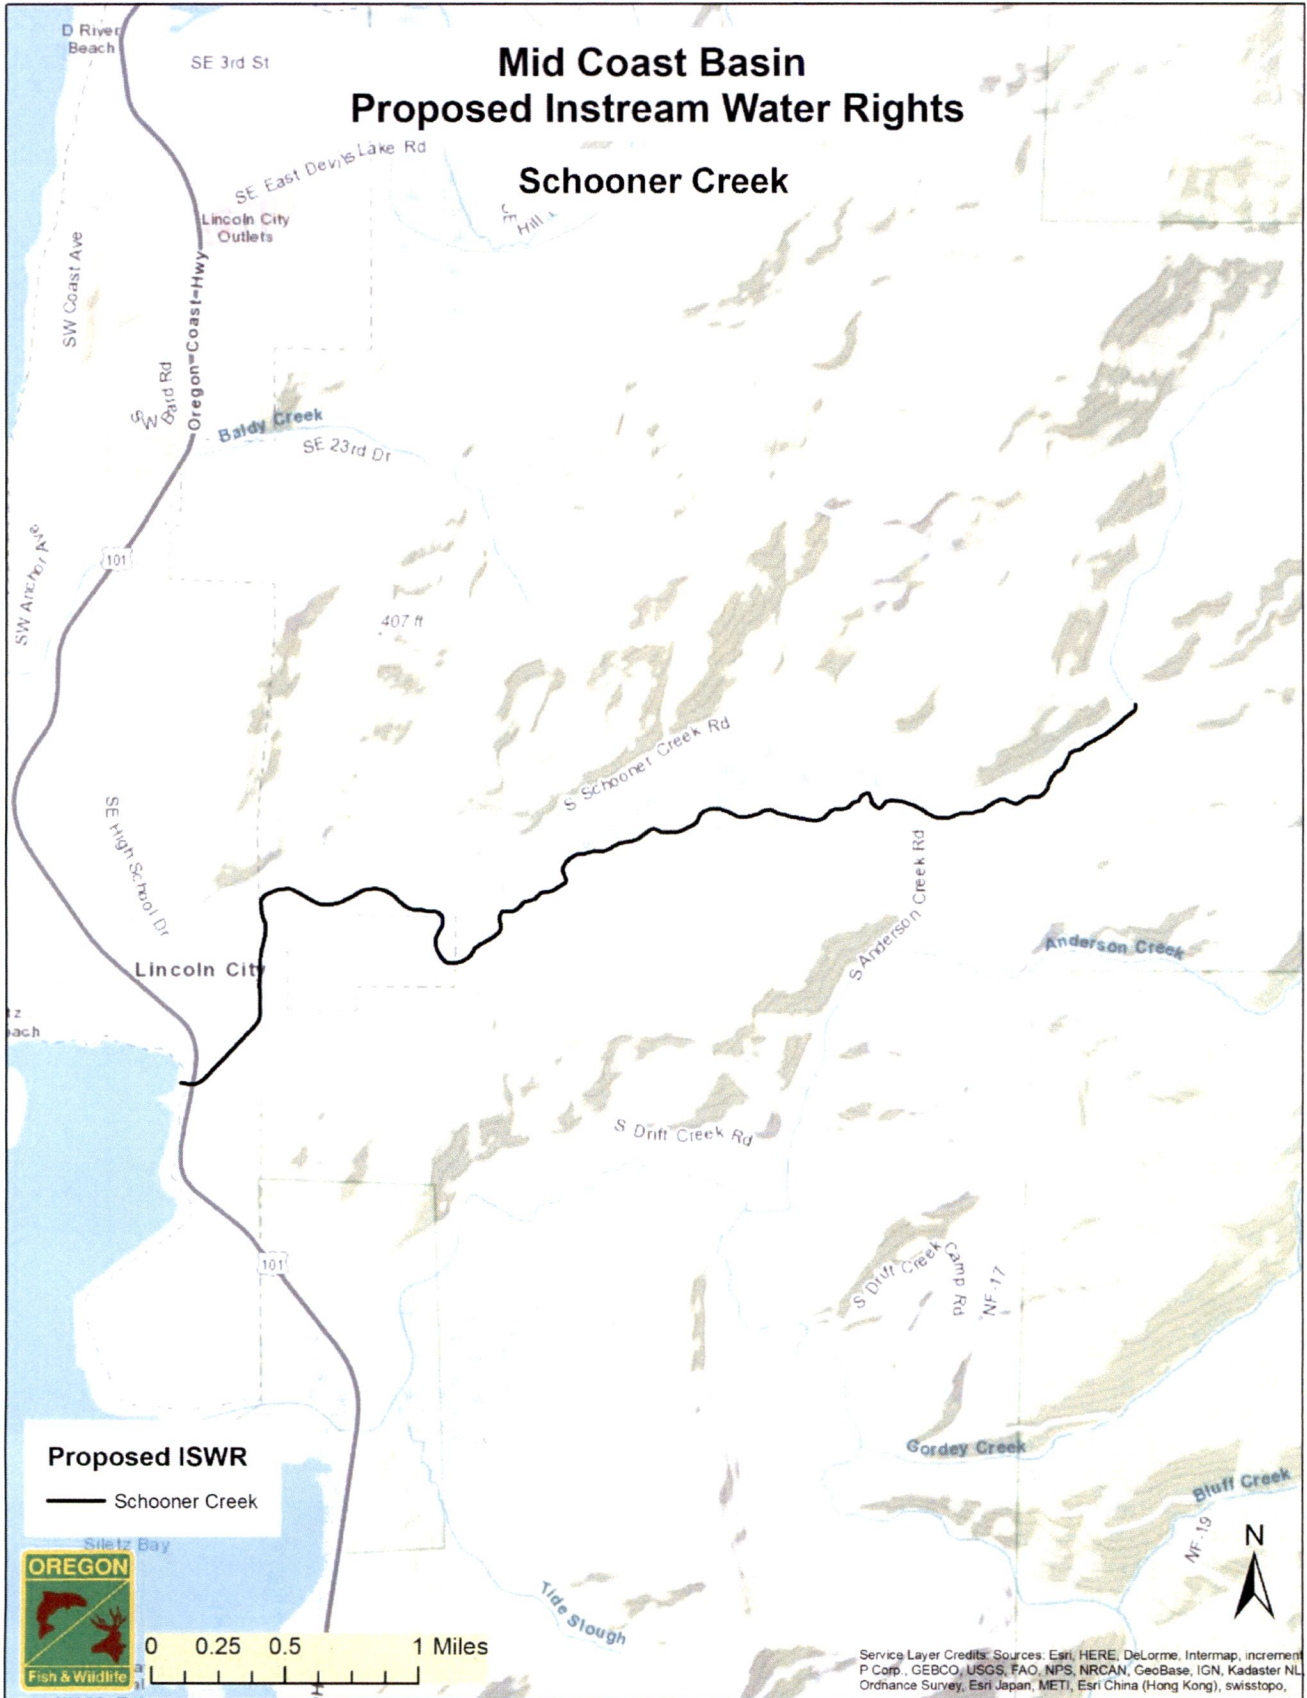 Mid Coast Basin
Proposed Instream Water Rights
Schooner Creek
D River
Beach
SE 3rd St
SE East Devils Lake Rd
Lincoln City
Outlets
SE
Hill
SW Coast Ave
Oregon=Coast=Hwy
SW
Bard Rd
Baldy Creek
SE 23rd Dr
101
SW Anchor Ave
407 ft
S Schooner Creek Rd
SE High School Dr
S Anderson Creek Rd
Anderson Creek
Lincoln City
tz
each
S Drift Creek Rd
101
S Drift Creek
Camp Rd
NF-17
Gordey Creek
Bluff Creek
NF-19
Proposed ISWR
Schooner Creek
Siletz Bay
OREGON
Fish & Wildlife
Tide Slough
N
0 0.25 0.5 1 Miles
Service Layer Credits: Sources: Esri, HERE, DeLorme, Intermap, increment
P Corp., GEBCO, USGS, FAO, NPS, NRCAN, GeoBase, IGN, Kadaster NL,
Ordnance Survey, Esri Japan, METI, Esri China (Hong Kong), swisstopo,